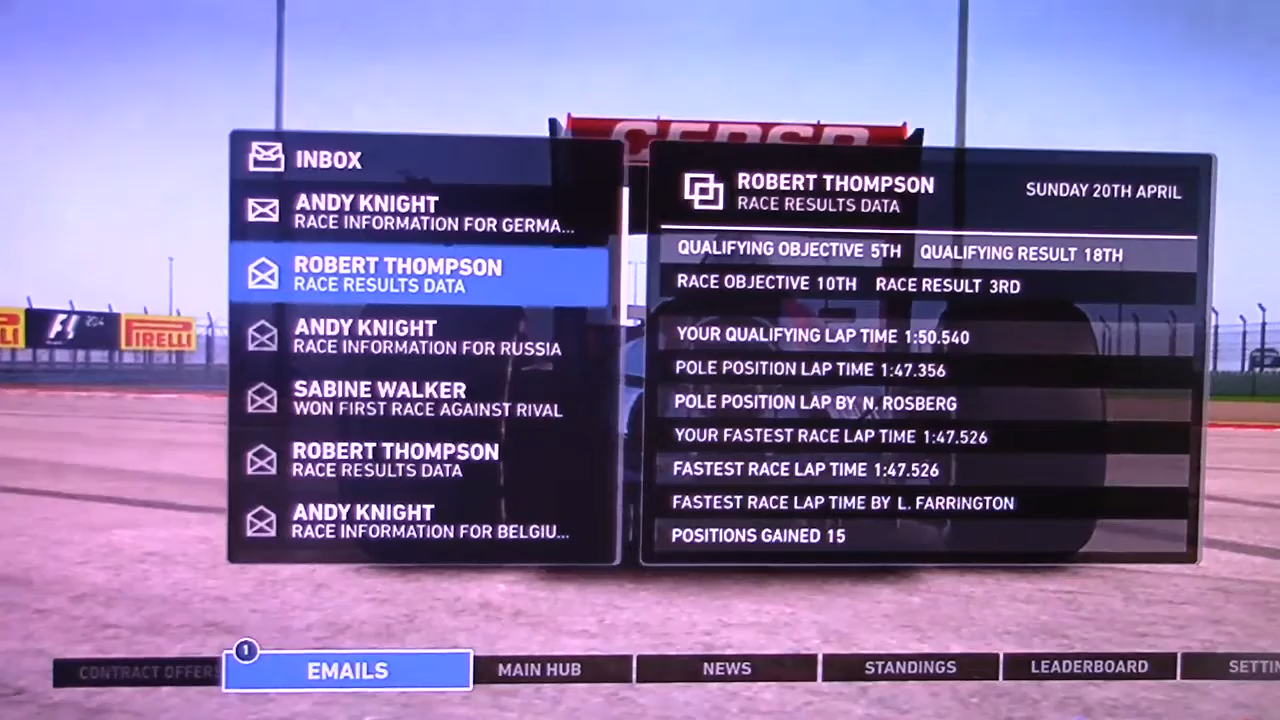 CEPSA
INBOX
ANDY KNIGHT
RACE INFORMATION FOR GERMA...
ROBERT THOMPSON
RACE RESULTS DATA
ANDY KNIGHT
RACE INFORMATION FOR RUSSIA
SABINE WALKER
WON FIRST RACE AGAINST RIVAL
ROBERT THOMPSON
RACE RESULTS DATA
ANDY KNIGHT
RACE INFORMATION FOR BELGIU...
ROBERT THOMPSON
RACE RESULTS DATA
SUNDAY 20TH APRIL
QUALIFYING OBJECTIVE 5TH QUALIFYING RESULT 18TH
RACE OBJECTIVE 10TH RACE RESULT 3RD
YOUR QUALIFYING LAP TIME 1:50.540
POLE POSITION LAP TIME 1:47.356
POLE POSITION LAP BY N. ROSBERG
YOUR FASTEST RACE LAP TIME 1:47.526
FASTEST RACE LAP TIME 1:47.526
FASTEST RACE LAP TIME BY L. FARRINGTON
POSITIONS GAINED 15
LI
F1
PIRELLI
CONTRACT OFFERS
1
EMAILS
MAIN HUB
NEWS
STANDINGS
LEADERBOARD
SETTIN